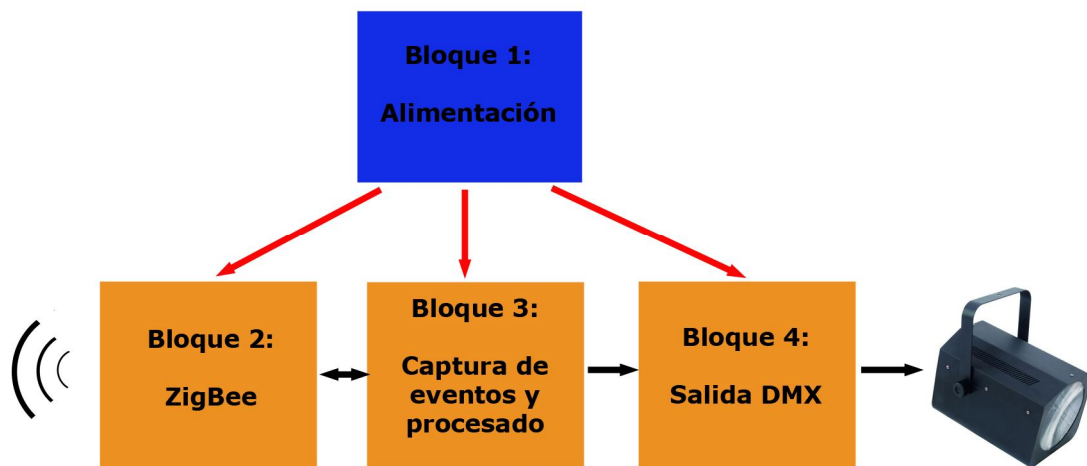 Bloque 1:
Alimentación
Bloque 2:
ZigBee
Bloque 3:
Captura de
eventos y
procesado
Bloque 4:
Salida DMX